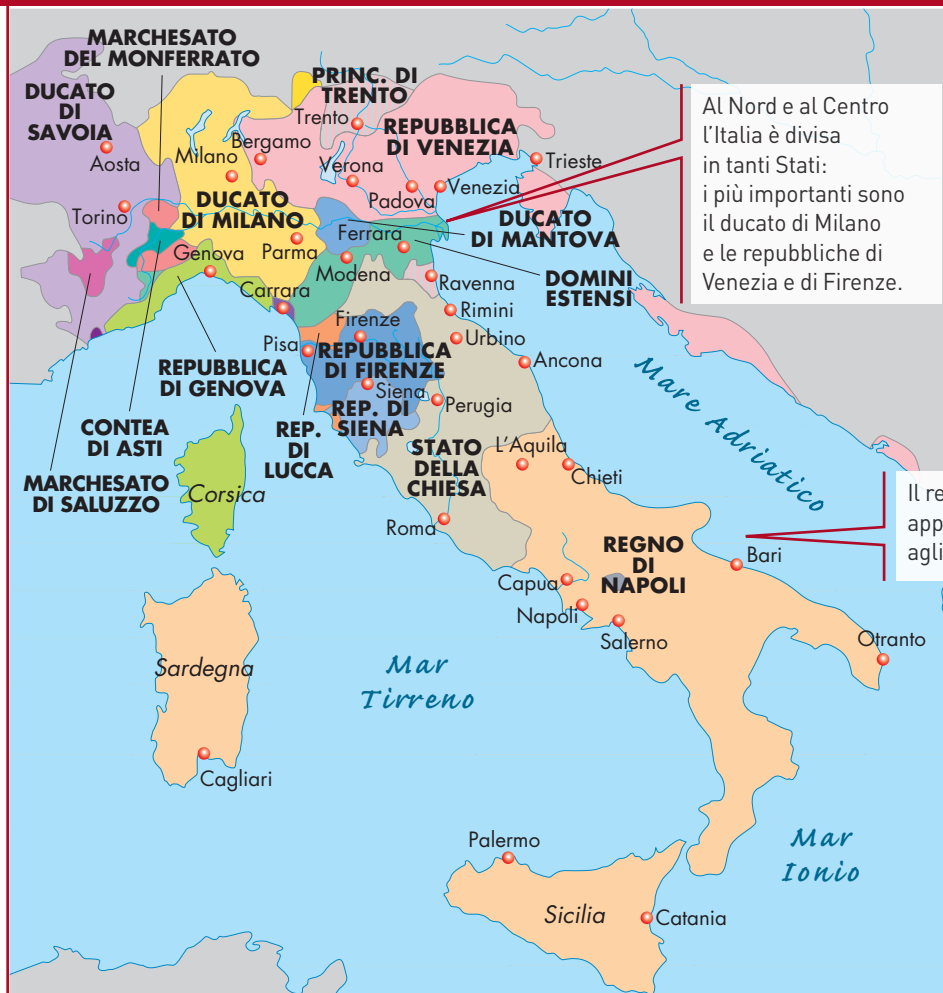 MARCHESATO
DEL MONFERRATO
DUCATO
DI
SAVOIA
Aosta
Torino
PRINC. DI
TRENTO
Trento
Bergamo
Milano
Verona
REPUBBLICA
DI VENEZIA
Padova
Venezia
Trieste
Al Nord e al Centro
l’Italia è divisa
in tanti Stati:
i più importanti sono
il ducato di Milano
e le repubbliche di
Venezia e di Firenze.
DUCATO
DI MILANO
Parma
Genova
Ferrara
Modena
DUCATO
DI MANTOVA
DOMINI
ESTENSI
Carrara
Ravenna
Rimini
Urbino
Ancona
Firenze
Pisa
REPUBBLICA
DI FIRENZE
REPUBBLICA
DI GENOVA
Siena
REP. DI
SIENA
Perugia
CONTEA
DI ASTI
REP.
DI
LUCCA
MARCHESATO
DI SALUZZO
STATO
DELLA
CHIESA
L’Aquila
Chieti
Mare Adriatico
Corsica
Roma
Il re
app
agli
REGNO
DI
NAPOLI
Bari
Capua
Napoli
Salerno
Otranto
Sardegna
Mar
Tirreno
Cagliari
Palermo
Mar
Ionio
Sicilia
Catania